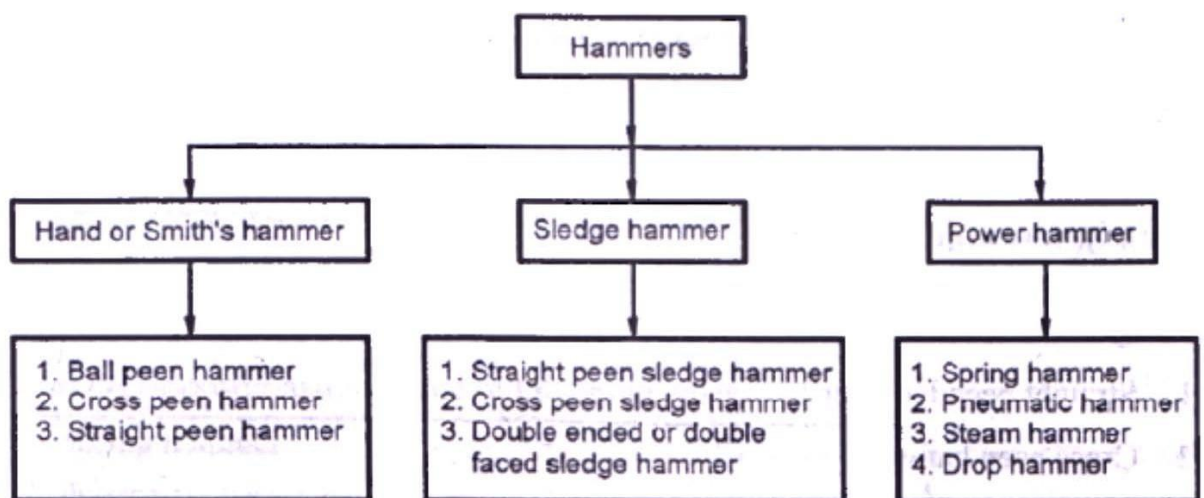 Hammers
Hand or Smith's hammer
Sledge hammer
Power hammer
1. Ball peen hammer
2. Cross peen hammer
3. Straight peen hammer
1. Straight peen sledge hammer
2. Cross peen sledge hammer
3. Double ended or double
faced sledge hammer
1. Spring hammer
2. Pneumatic hammer
3. Steam hammer
4. Drop hammer